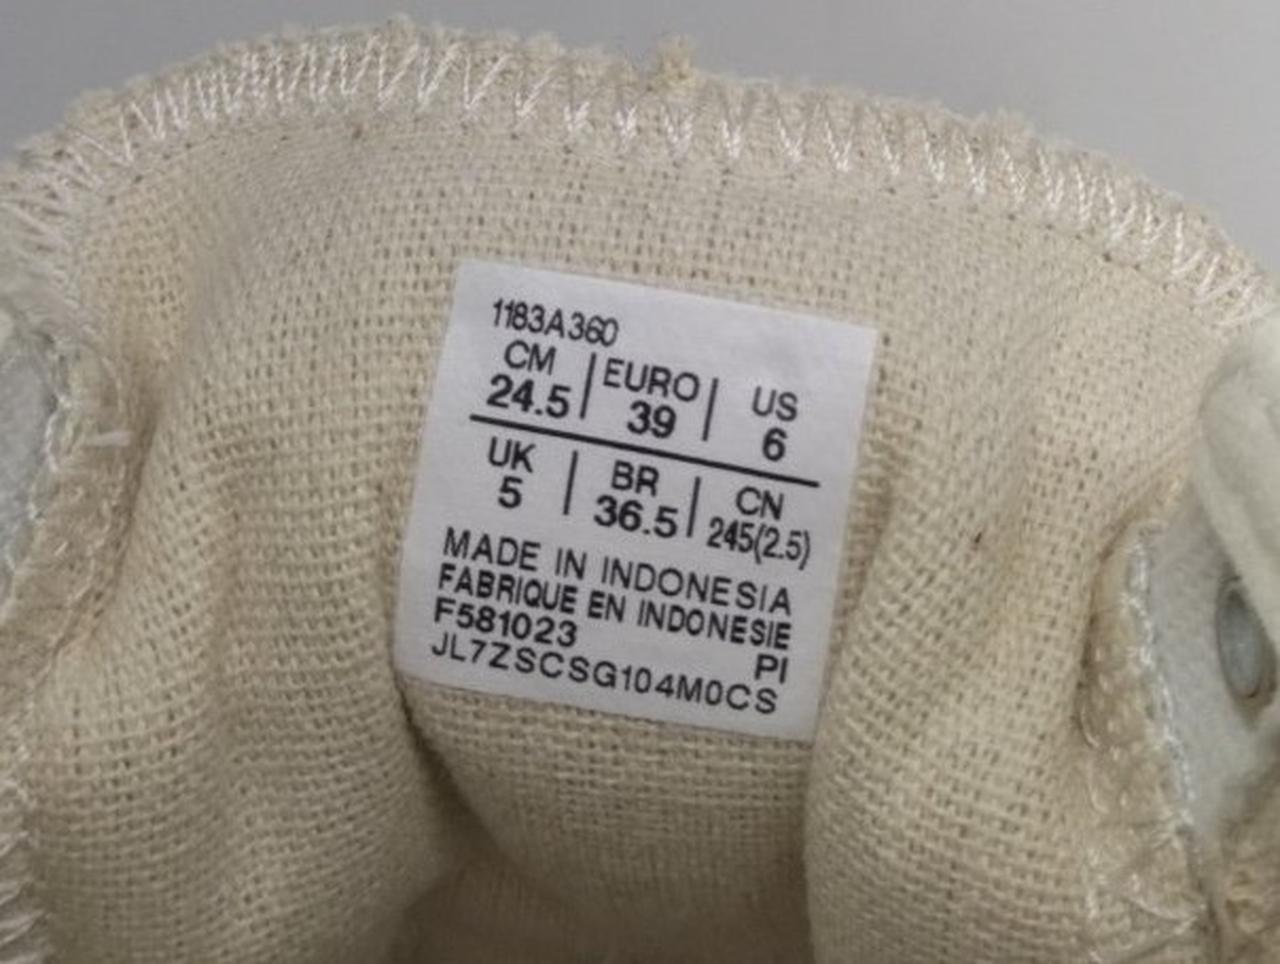 1183A360
CM | EURO | US
24.5 | 39 | 6
UK | BR | CN
5 | 36.5 | 245(2.5)
MADE IN INDONESIA
FABRIQUE EN INDONESIE
F581023 PI
JL7ZSCSG104M0CS